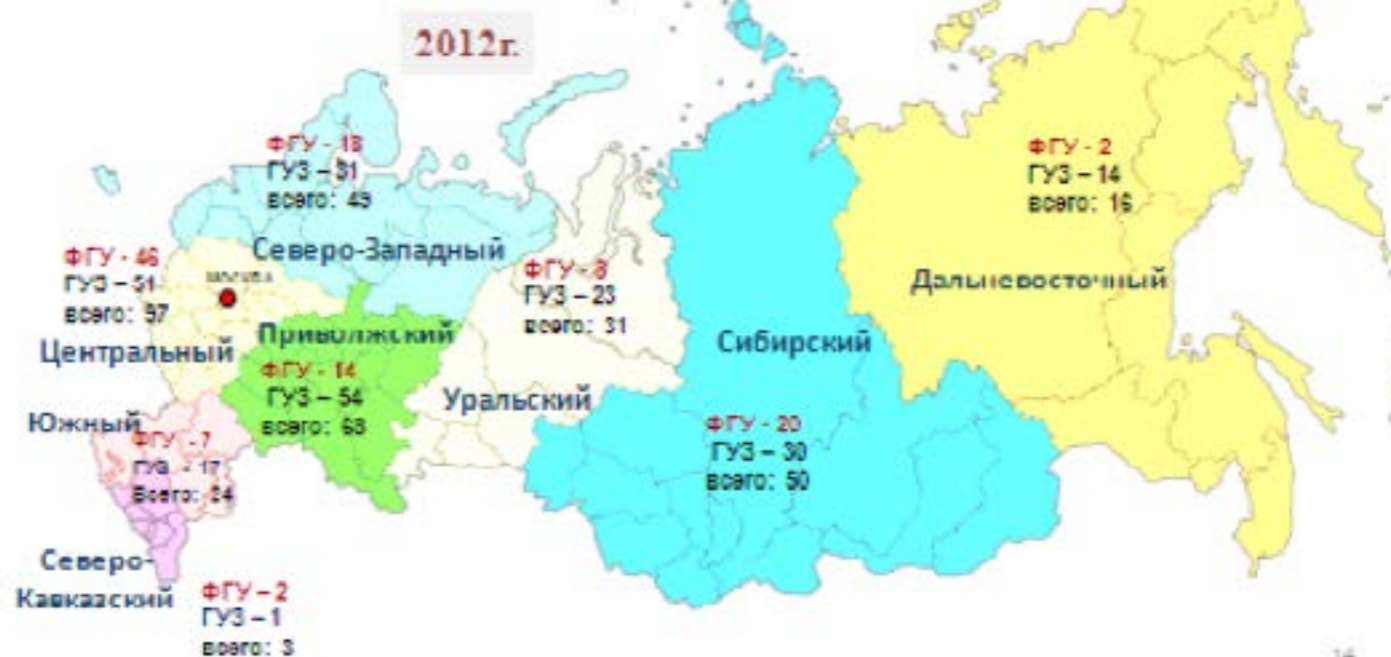 2012г.
ФГУ - 18
ГУЗ – 31
всего: 49
Северо-Западный
ФГУ - 2
ГУЗ – 14
всего: 16
Дальневосточный
ФГУ - 46
ГУЗ – 51
всего: 97
МОСКВА
Центральный
ФГУ - 8
ГУЗ – 23
всего: 31
Уральский
Приволжский
ФГУ - 14
ГУЗ – 54
всего: 68
Сибирский
ФГУ - 20
ГУЗ – 30
всего: 50
Южный
ФГУ - 7
ГУЗ - 17
Всего: 24
Северо-
Кавказский
ФГУ – 2
ГУЗ – 1
всего: 3